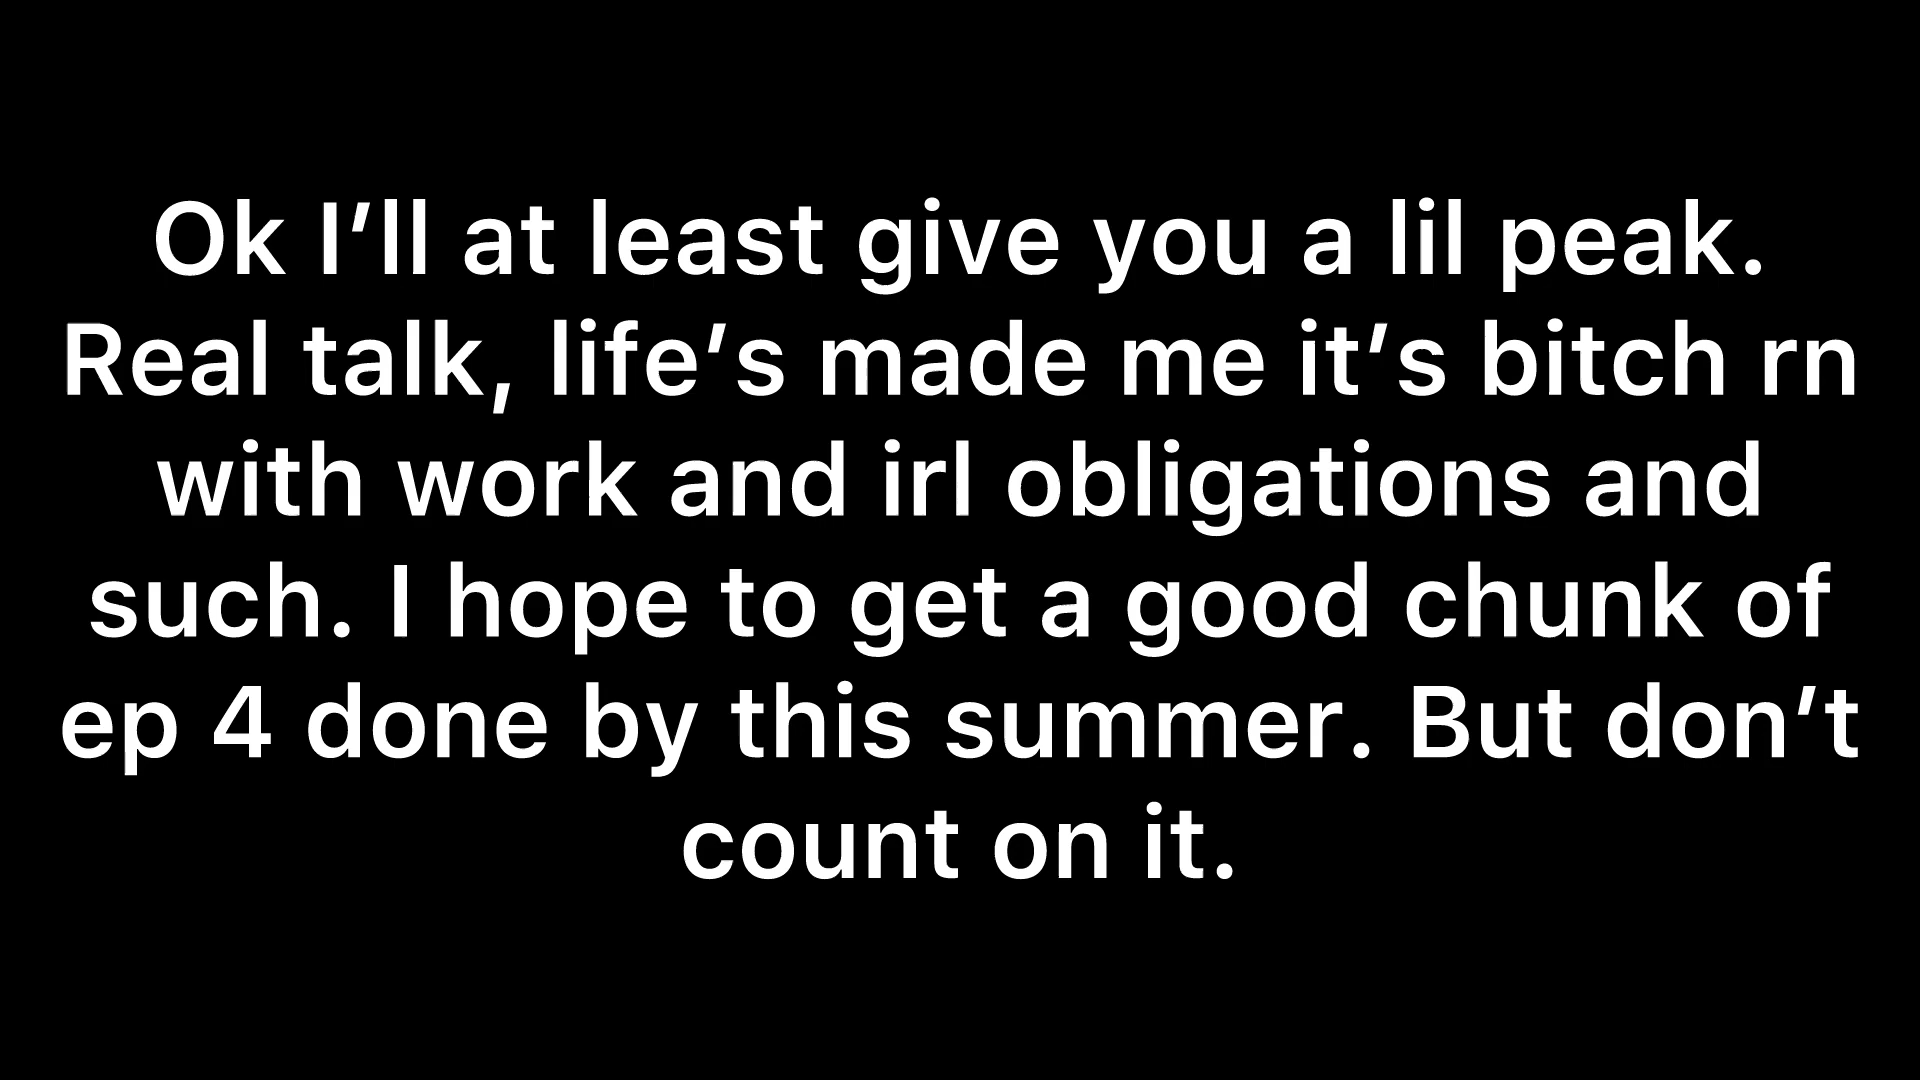 Ok I’ll at least give you a lil peak.
Real talk, life’s made me it’s bitch rn
with work and irl obligations and
such. I hope to get a good chunk of
ep 4 done by this summer. But don’t
count on it.